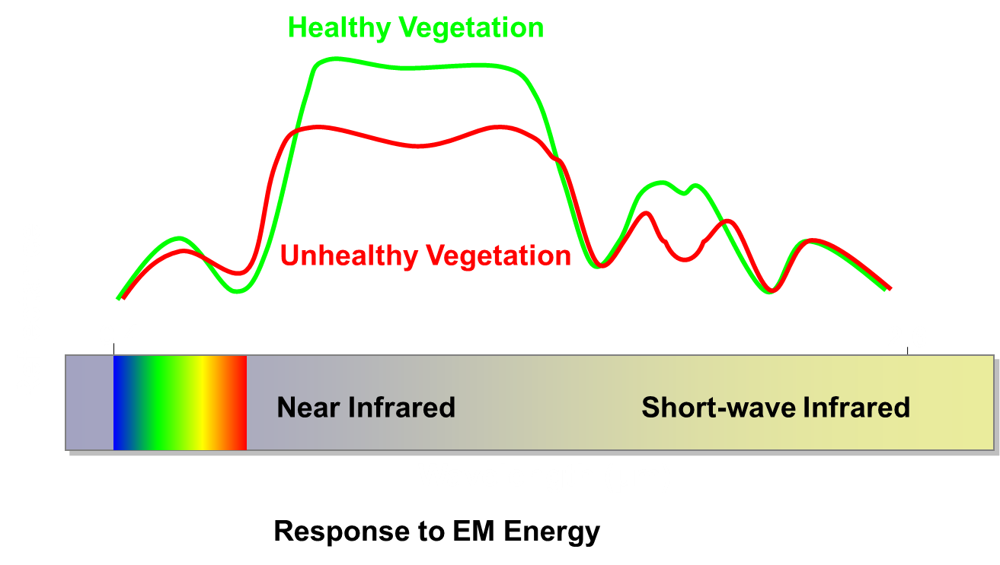 Healthy Vegetation
Unhealthy Vegetation
Near Infrared
Short-wave Infrared
Response to EM Energy